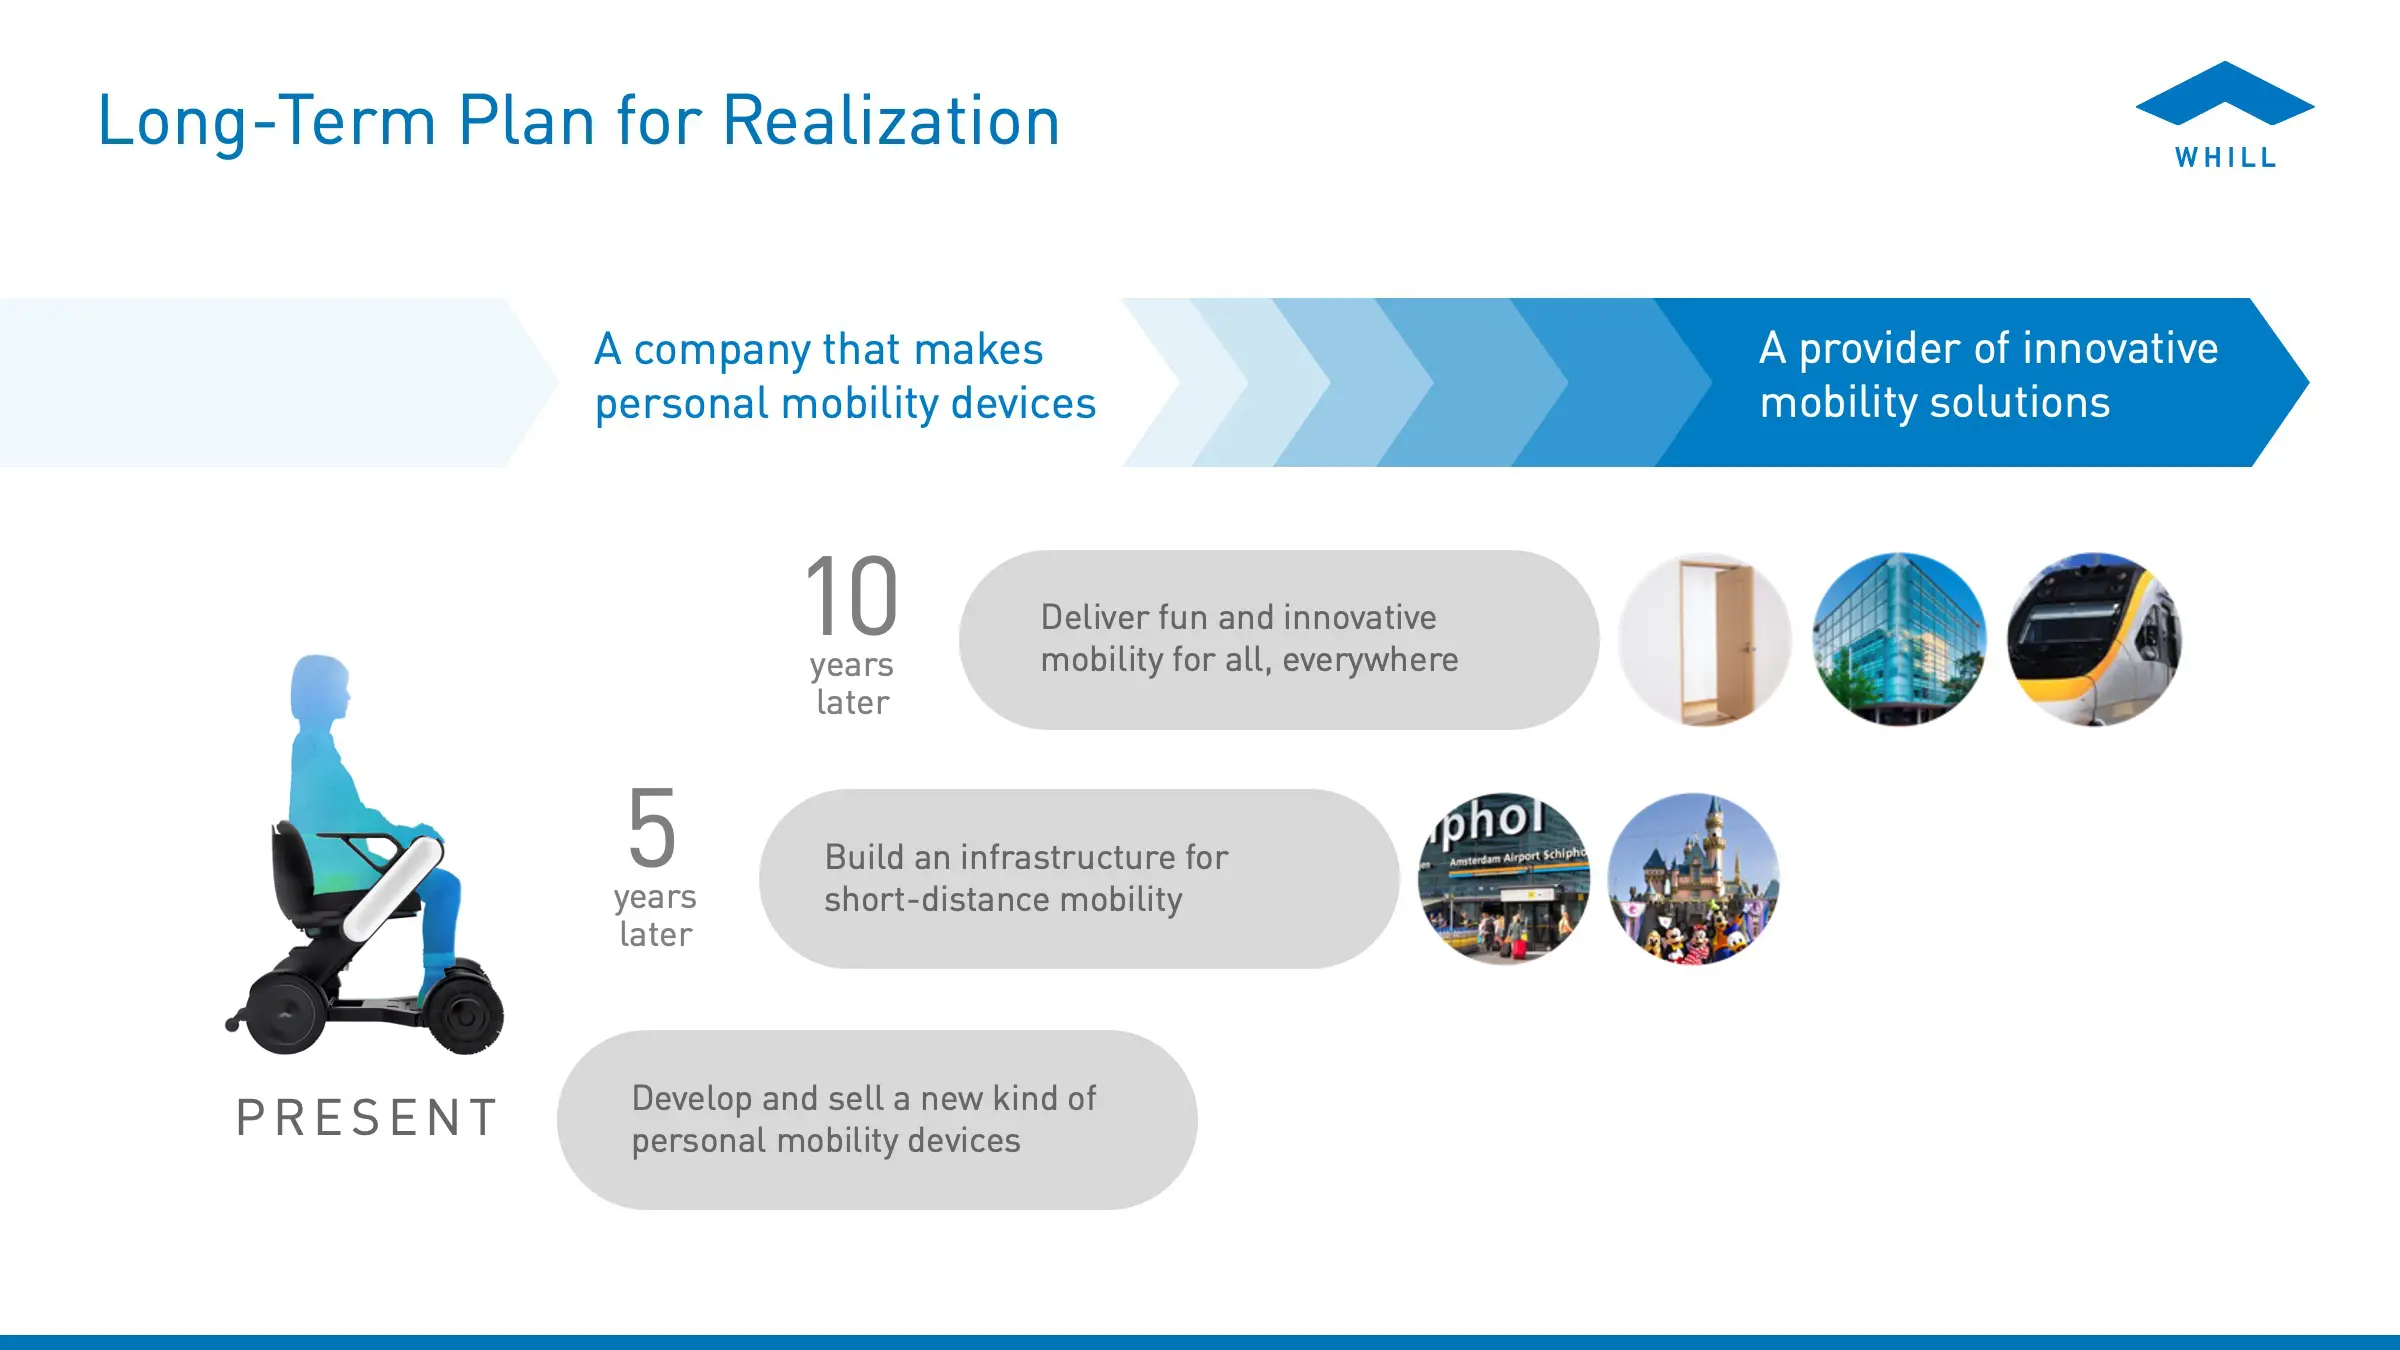 Long-Term Plan for Realization
WHILL
A company that makes
personal mobility devices
A provider of innovative
mobility solutions
10
years
later
Deliver fun and innovative
mobility for all, everywhere
5
years
later
Build an infrastructure for
short-distance mobility
iphol
Amsterdam Airport Schipho
PRESENT
Develop and sell a new kind of
personal mobility devices